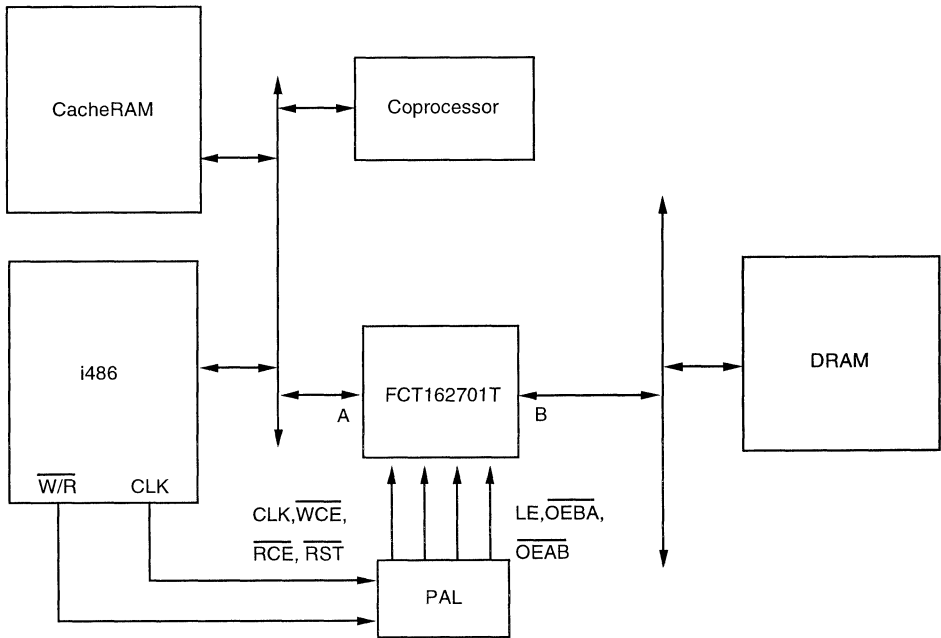 CacheRAM
Coprocessor
i486
FCT162701T
DRAM
A
B
W/R
CLK
CLK,WCE,
RCE, RST
LE,OEBA,
OEAB
PAL